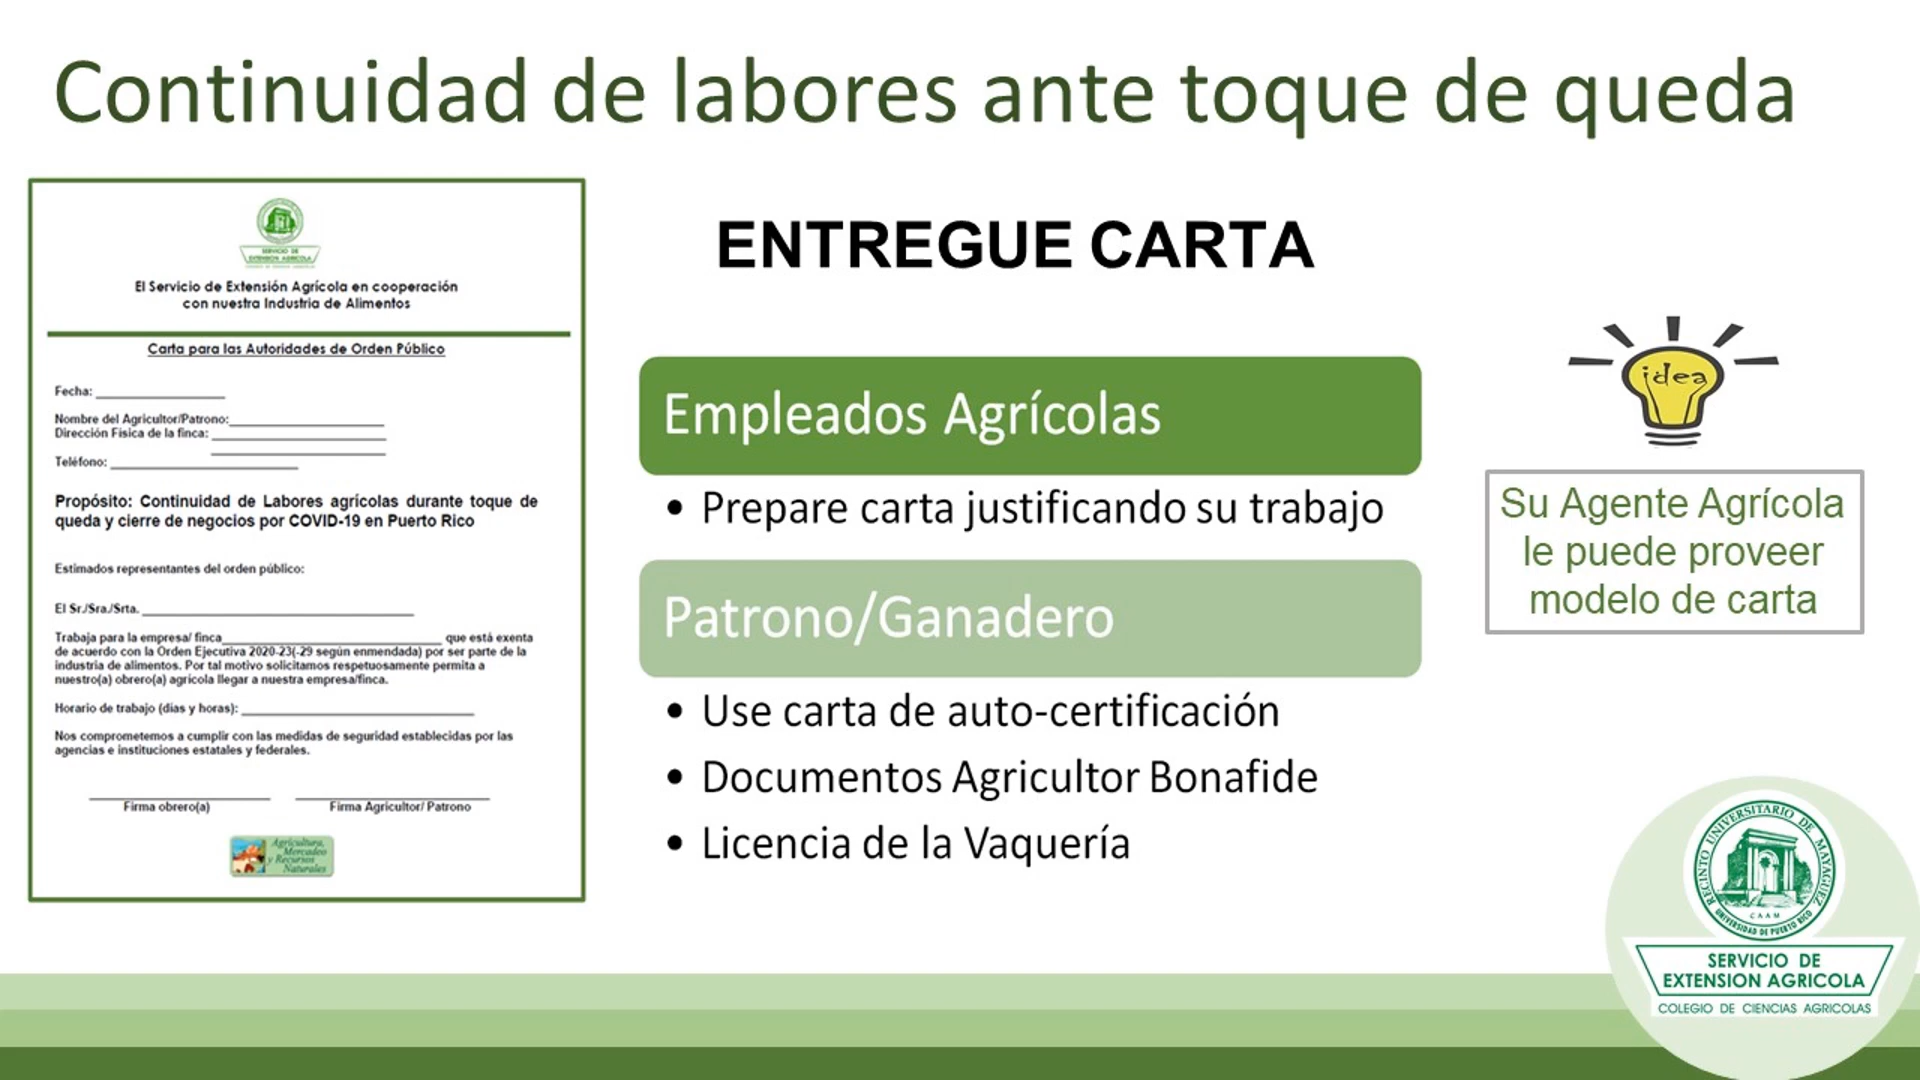 Continuidad de labores ante toque de queda
SERVICIO DE
EXTENSION AGRICOLA
El Servicio de Extensión Agrícola en cooperación
con nuestra Industria de Alimentos
Carta para las Autoridades de Orden Público
Fecha:
Nombre del Agricultor/Patrono:
Dirección Física de la finca:
Teléfono:
Propósito: Continuidad de Labores agrícolas durante toque de
queda y cierre de negocios por COVID-19 en Puerto Rico
Estimados representantes del orden público:
El Sr./Sra./Srta.
Trabaja para la empresa/ finca que está exenta
de acuerdo con la Orden Ejecutiva 2020-23(-29 según enmendada) por ser parte de la
industria de alimentos. Por tal motivo solicitamos respetuosamente permita a
nuestro(a) obrero(a) agrícola llegar a nuestra empresa/finca.
Horario de trabajo (días y horas):
Nos comprometemos a cumplir con las medidas de seguridad establecidas por las
agencias e instituciones estatales y federales.
Firma obrero(a) Firma Agricultor/ Patrono
Agricultura,
Mercadeo
y Recursos
Naturales
ENTREGUE CARTA
Empleados Agrícolas
• Prepare carta justificando su trabajo
Patrono/Ganadero
• Use carta de auto-certificación
• Documentos Agricultor Bonafide
• Licencia de la Vaquería
idea
Su Agente Agrícola
le puede proveer
modelo de carta
RECINTO UNIVERSITARIO DE MAYAGUEZ
CAAM
UNIVERSIDAD DE PUERTO RICO
SERVICIO DE
EXTENSION AGRICOLA
COLEGIO DE CIENCIAS AGRICOLAS